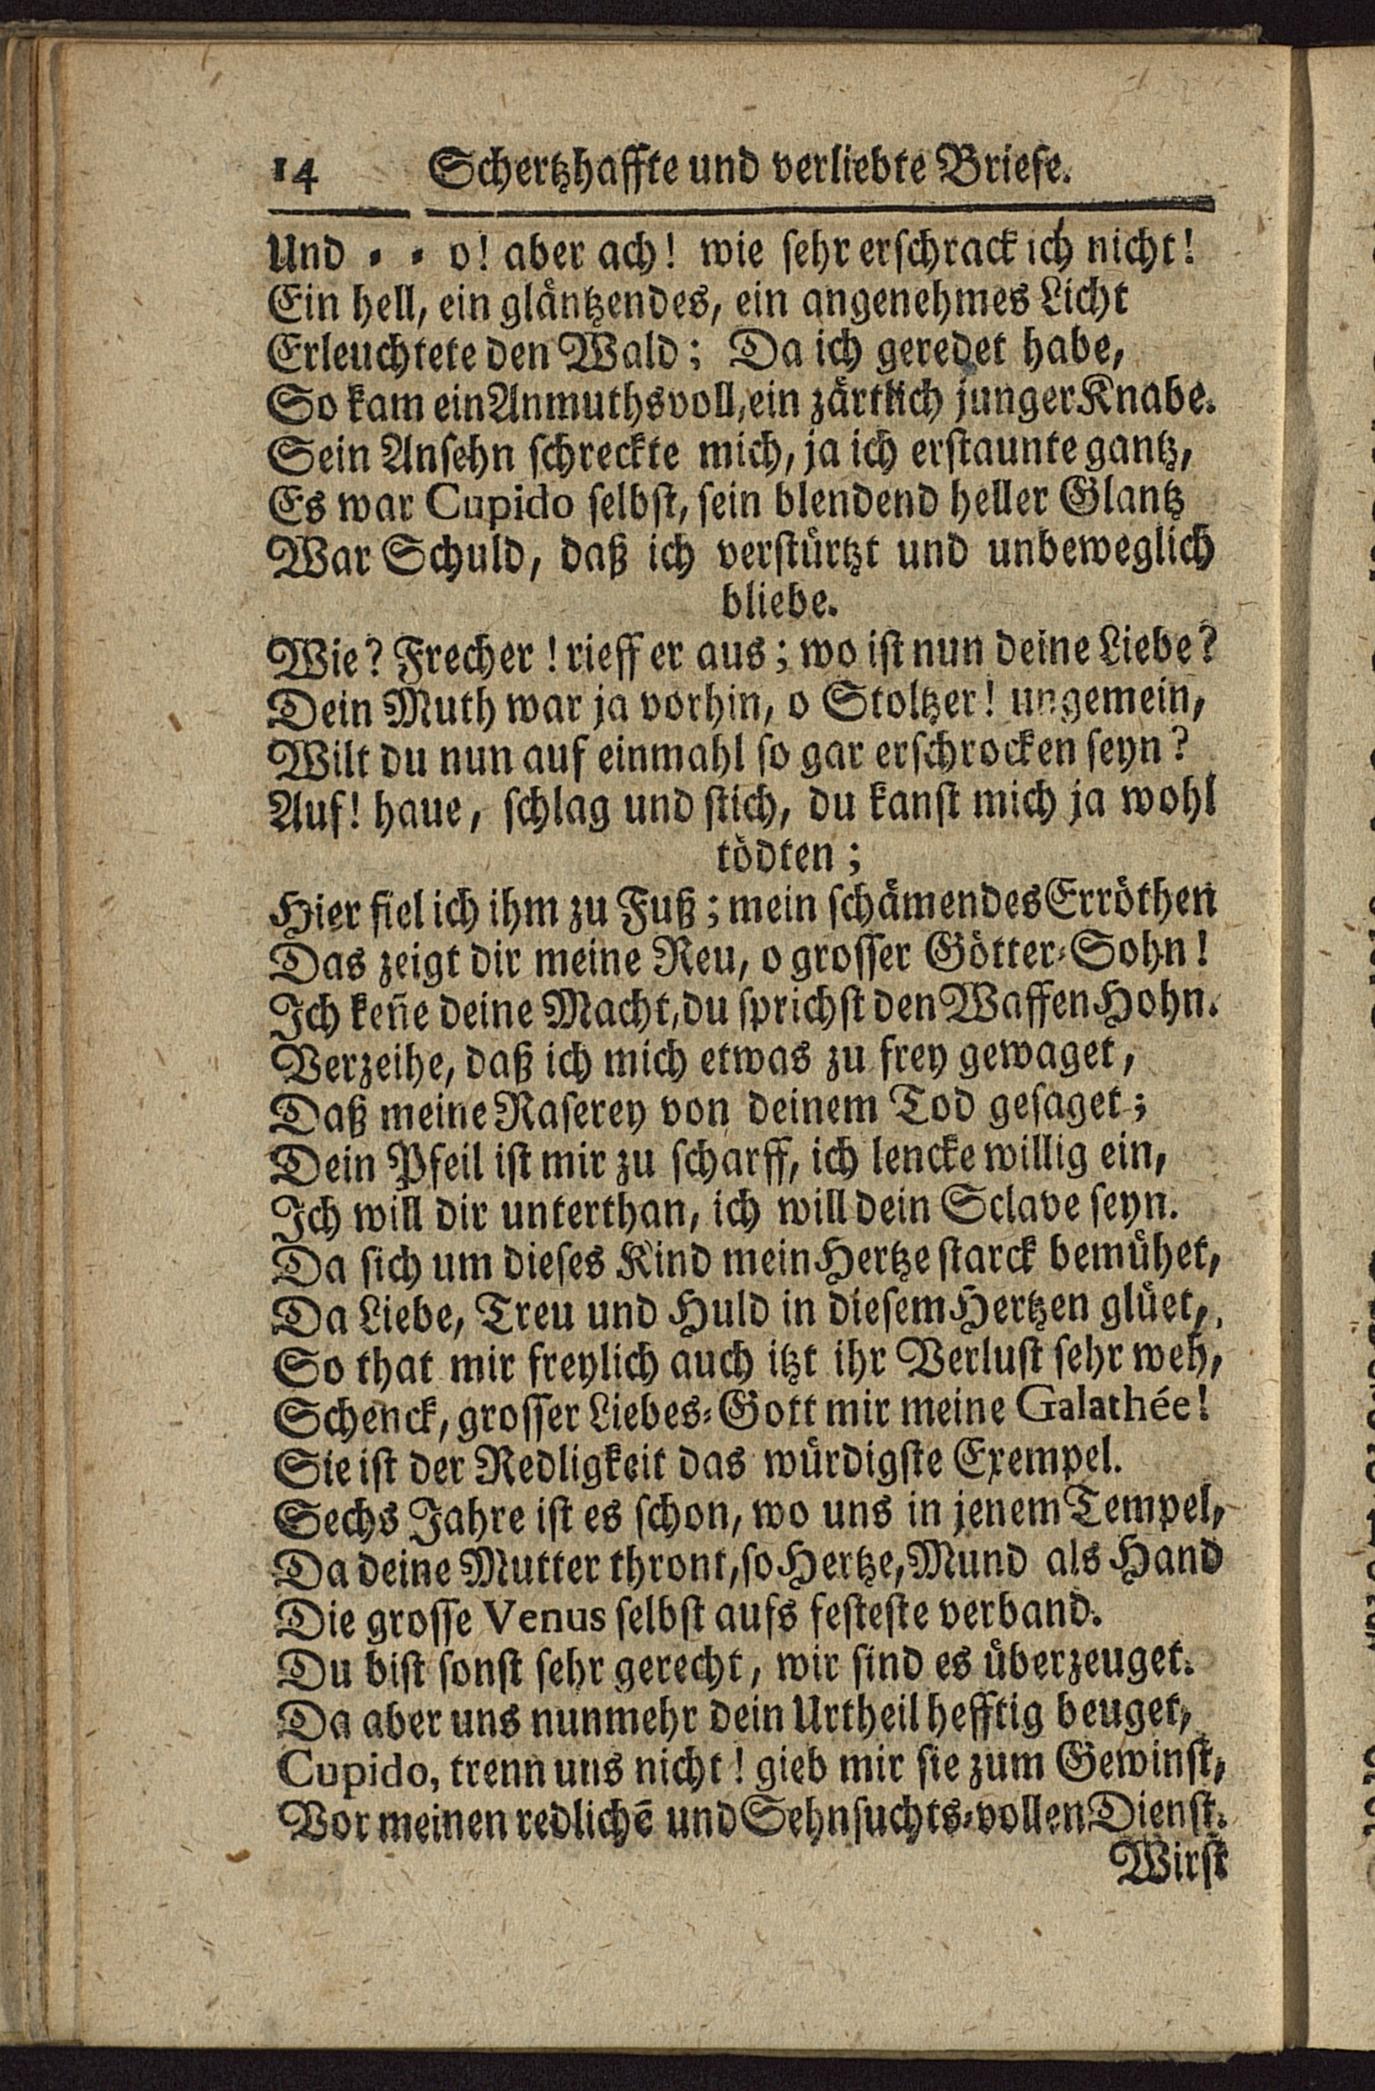 14 Schertzhaffte und verliebte Briefe.
Und = = o! aber ach! wie sehr erschrack ich nicht!
Ein hell, ein gläntzendes, ein angenehmes Licht
Erleuchtete den Wald; Da ich geredet habe,
So kam ein Anmuthsvoll, ein zärtlich junger Knabe.
Sein Ansehn schreckte mich, ja ich erstaunte gantz,
Es war Cupido selbst, sein blendend heller Glantz
War Schuld, daß ich verstürtzt und unbeweglich
bliebe.
Wie? Frecher! rieff er aus; wo ist nun deine Liebe?
Dein Muth war ja vorhin, o Stoltzer! ungemein,
Wilt du nun auf einmahl so gar erschrocken seyn?
Auf! haue, schlag und stich, du kanst mich ja wohl
tödten;
Hier fiel ich ihm zu Fuß; mein schämendes Erröthen
Das zeigt dir meine Reu, o grosser Götter=Sohn!
Ich keñe deine Macht, du sprichst den Waffen Hohn.
Verzeihe, daß ich mich etwas zu frey gewaget,
Daß meine Raserey von deinem Tod gesaget;
Dein Pfeil ist mir zu scharff, ich lencke willig ein,
Ich will dir unterthan, ich will dein Sclave seyn.
Da sich um dieses Kind mein Hertze starck bemühet,
Da Liebe, Treu und Huld in diesem Hertzen glüet,
So that mir freylich auch itzt ihr Verlust sehr weh,
Schenck, grosser Liebes=Gott mir meine Galathée!
Sie ist der Redligkeit das würdigste Exempel.
Sechs Jahre ist es schon, wo uns in jenem Tempel,
Da deine Mutter thront, so Hertze, Mund als Hand
Die grosse Venus selbst aufs festeste verband.
Du bist sonst sehr gerecht, wir sind es überzeuget.
Da aber uns nunmehr dein Urtheil hefftig beuget,
Cupido, trenn uns nicht! gieb mir sie zum Gewinst,
Vor meinen redlichē und Sehnsuchts=vollen Dienst.
Wirst